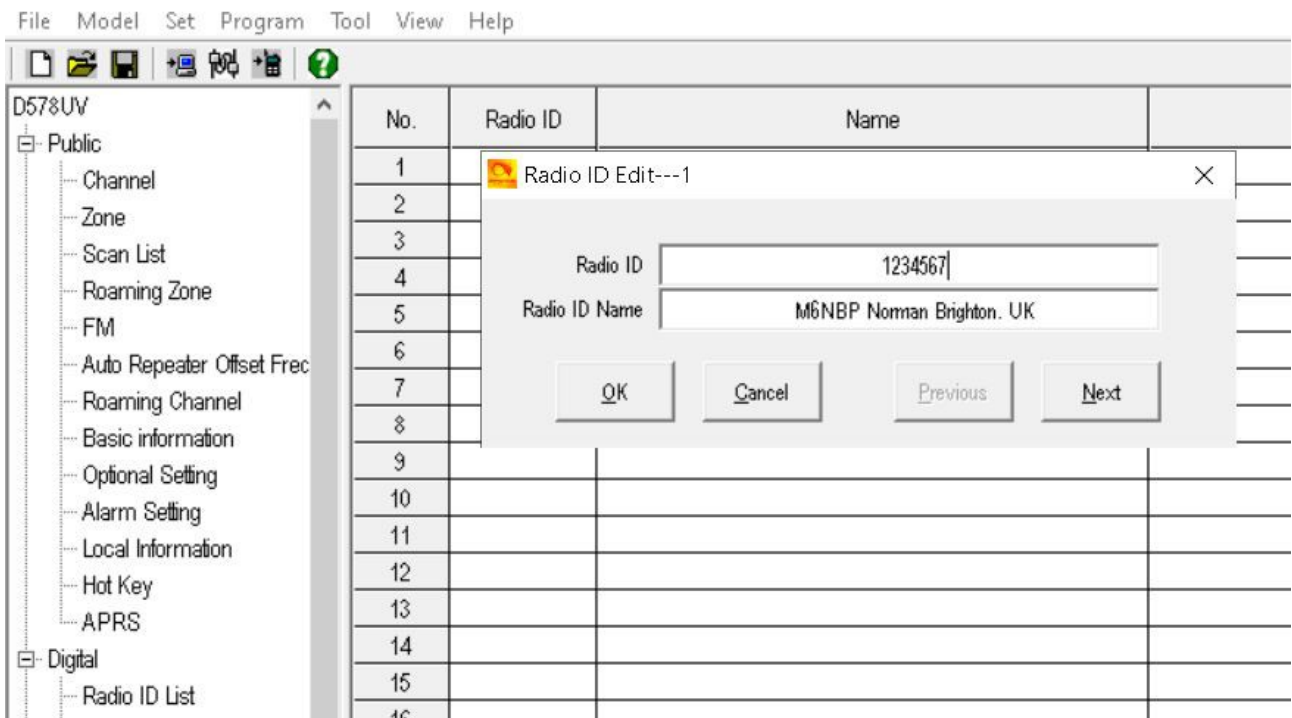 File Model Set Program Tool View Help
D578UV
Public
Channel
Zone
Scan List
Roaming Zone
FM
Auto Repeater Offset Frec
Roaming Channel
Basic information
Optional Setting
Alarm Setting
Local Information
Hot Key
APRS
Digital
Radio ID List
No. Radio ID Name
1
2
3
4
5
6
7
8
9
10
11
12
13
14
15
16
Radio ID Edit---1
Radio ID 1234567
Radio ID Name M6NBP Norman Brighton. UK
OK Cancel Previous Next